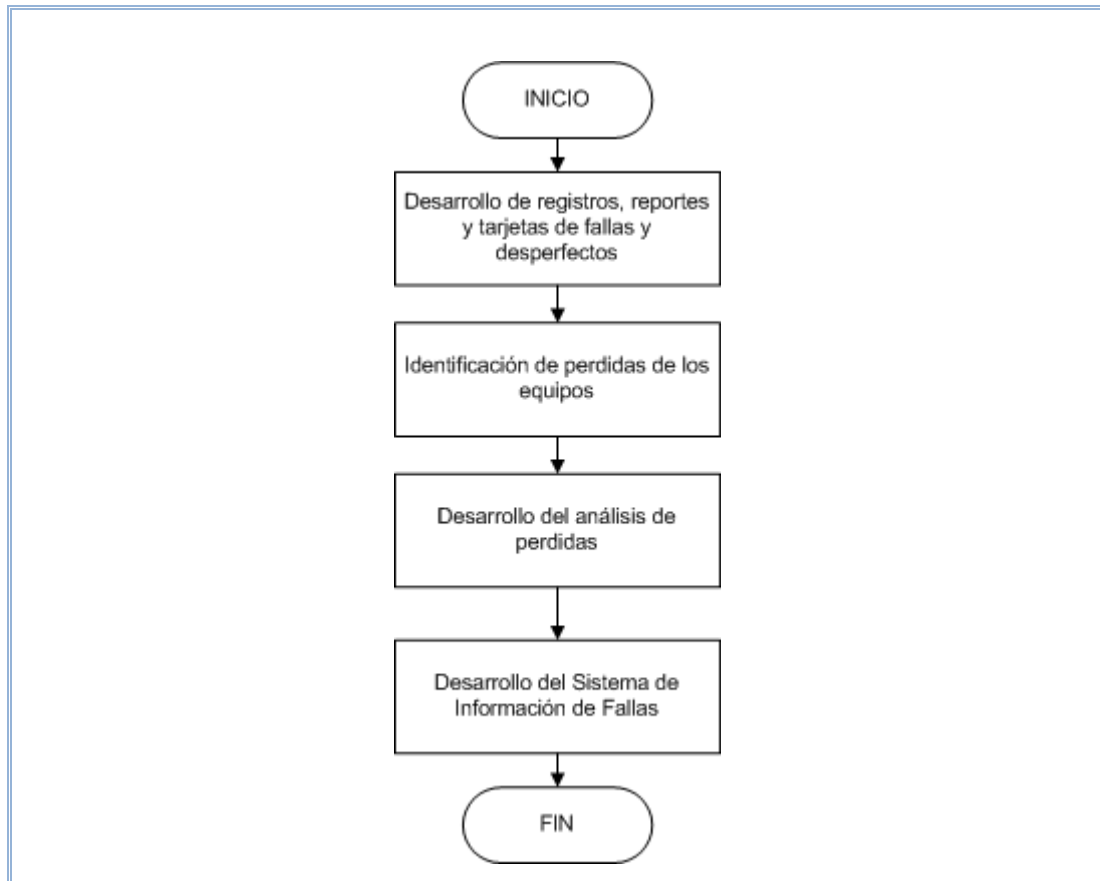 INICIO
Desarrollo de registros, reportes
y tarjetas de fallas y
desperfectos
Identificación de perdidas de los
equipos
Desarrollo del análisis de
perdidas
Desarrollo del Sistema de
Información de Fallas
FIN